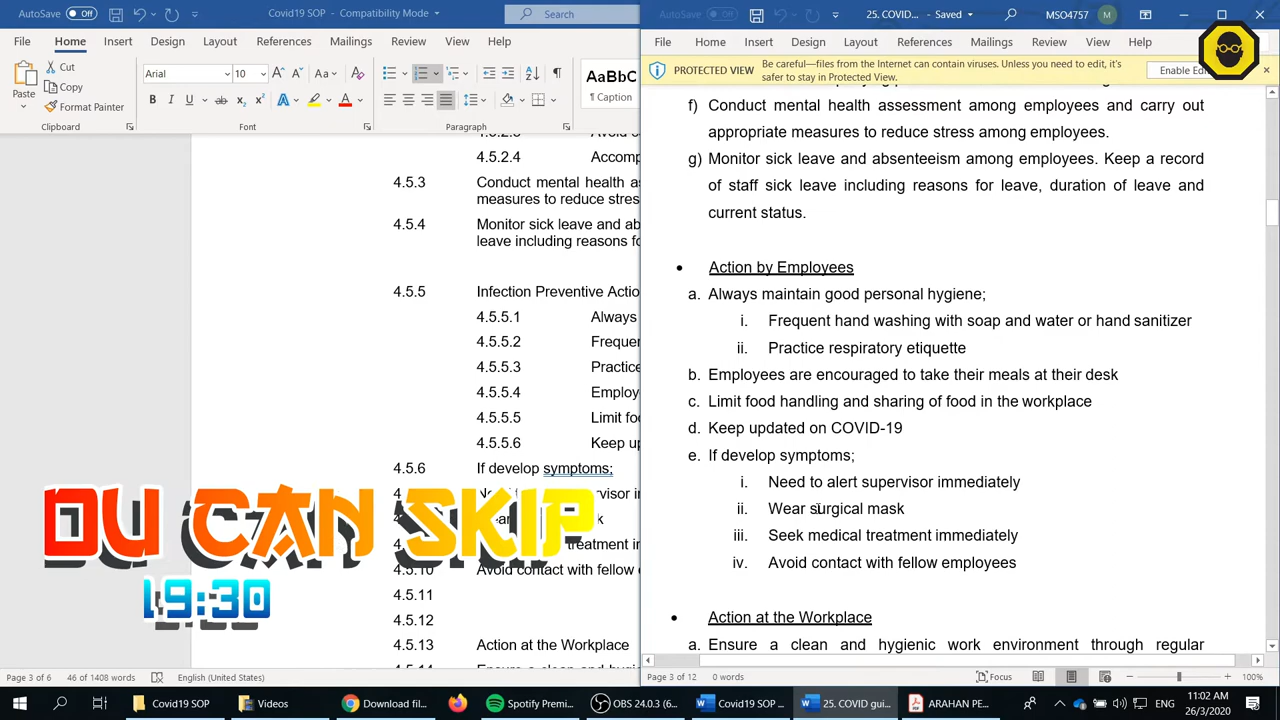 AutoSave Off Covid19 SOP - Compatibility Mode Search
File Home Insert Design Layout References Mailings Review View Help
Paste Cut Copy Format Painter Clipboard
Arial 10 Font Paragraph AaBbC ¶ Caption
4.5.2.4 Accomp
4.5.3 Conduct mental health as
measures to reduce stres
4.5.4 Monitor sick leave and ab
leave including reasons fo
4.5.5 Infection Preventive Actio
4.5.5.1 Always
4.5.5.2 Frequen
4.5.5.3 Practice
4.5.5.4 Employ
4.5.5.5 Limit foo
4.5.5.6 Keep up
4.5.6 If develop symptoms;
treatment im
4.5.10 Avoid contact with fellow e
4.5.11
4.5.12
4.5.13 Action at the Workplace
OU CAN SKIP
19:30
Page 3 of 6 46 of 1408 words English (United States)
AutoSave Off 25. COVID... - Saved MSO4757 M
File Home Insert Design Layout References Mailings Review View Help
PROTECTED VIEW Be careful—files from the Internet can contain viruses. Unless you need to edit, it's
safer to stay in Protected View. Enable Edi
f) Conduct mental health assessment among employees and carry out
appropriate measures to reduce stress among employees.
g) Monitor sick leave and absenteeism among employees. Keep a record
of staff sick leave including reasons for leave, duration of leave and
current status.
• Action by Employees
a. Always maintain good personal hygiene;
i. Frequent hand washing with soap and water or hand sanitizer
ii. Practice respiratory etiquette
b. Employees are encouraged to take their meals at their desk
c. Limit food handling and sharing of food in the workplace
d. Keep updated on COVID-19
e. If develop symptoms;
i. Need to alert supervisor immediately
ii. Wear surgical mask
iii. Seek medical treatment immediately
iv. Avoid contact with fellow employees
• Action at the Workplace
a. Ensure a clean and hygienic work environment through regular
Page 3 of 12 0 words Focus 100%
Covid19 SOP Videos Download file... Spotify Premi... OBS 24.0.3 (6... Covid19 SOP ... 25. COVID gui... ARAHAN PE... ENG 11:02 AM
26/3/2020